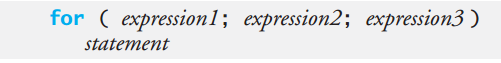 for ( expression1; expression2; expression3 )
statement